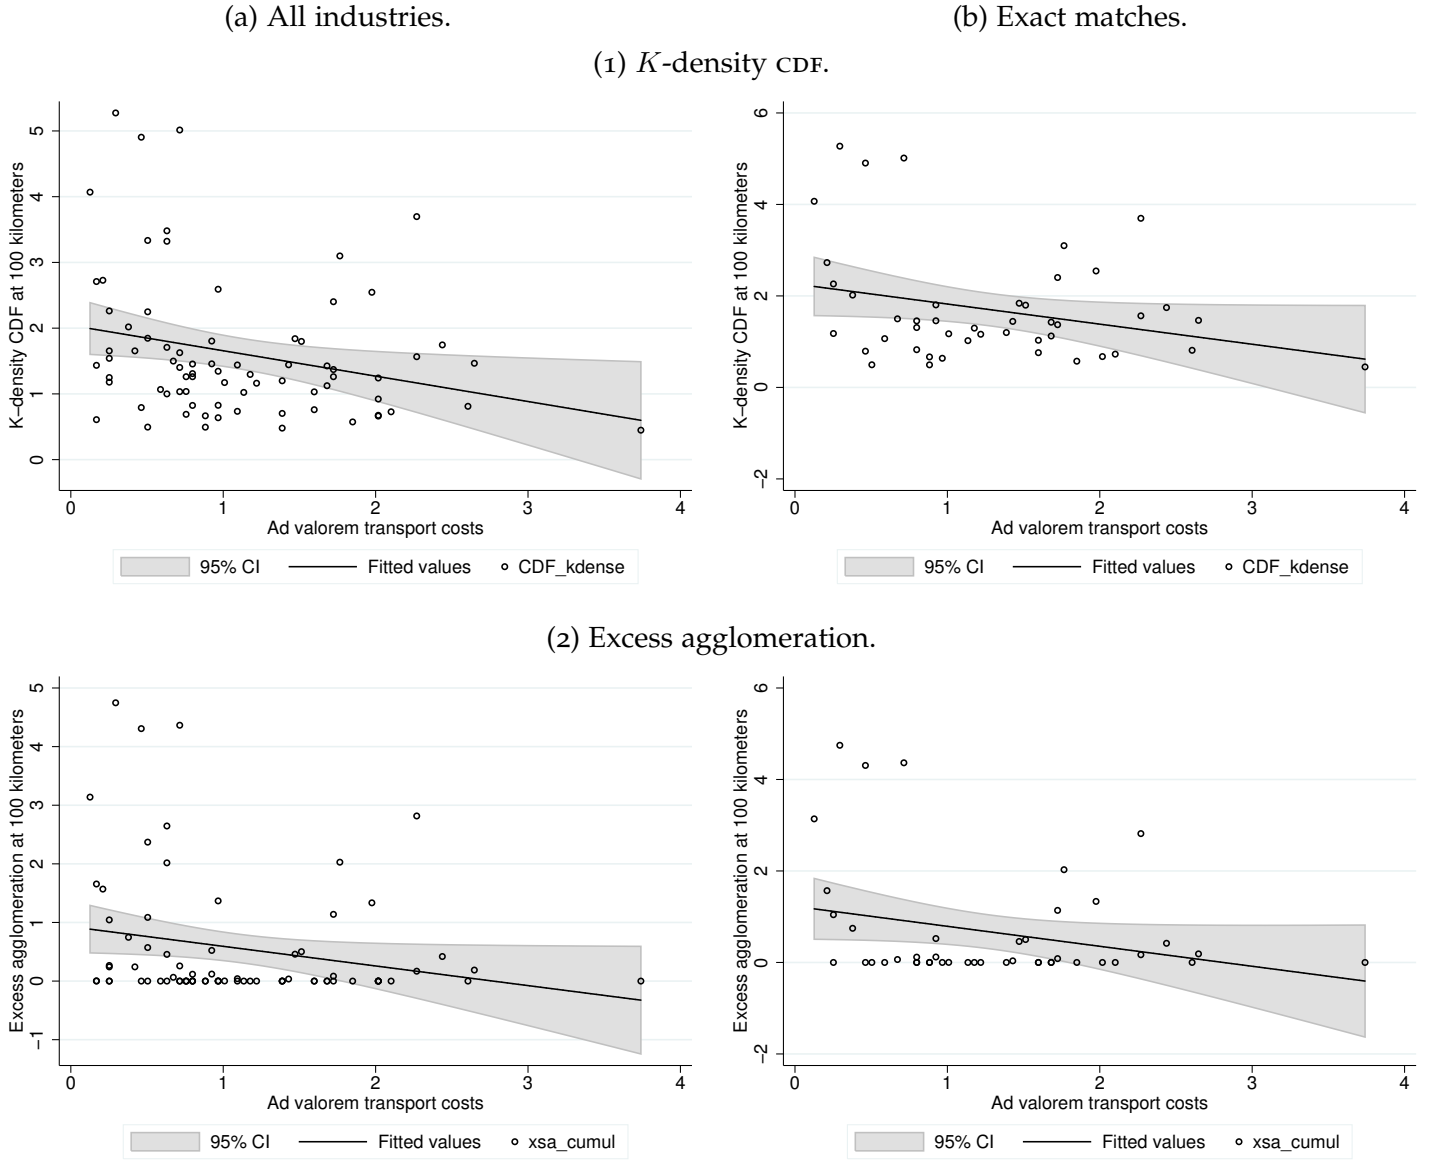 (a) All industries.
(b) Exact matches.
(1) K-density CDF.
K−density CDF at 100 kilometers
5
4
3
2
1
0
0 1 2 3 4
Ad valorem transport costs
95% CI Fitted values CDF_kdense
K−density CDF at 100 kilometers
6
4
2
0
−2
0 1 2 3 4
Ad valorem transport costs
95% CI Fitted values CDF_kdense
(2) Excess agglomeration.
Excess agglomeration at 100 kilometers
5
4
3
2
1
0
−1
0 1 2 3 4
Ad valorem transport costs
95% CI Fitted values xsa_cumul
Excess agglomeration at 100 kilometers
6
4
2
0
−2
0 1 2 3 4
Ad valorem transport costs
95% CI Fitted values xsa_cumul